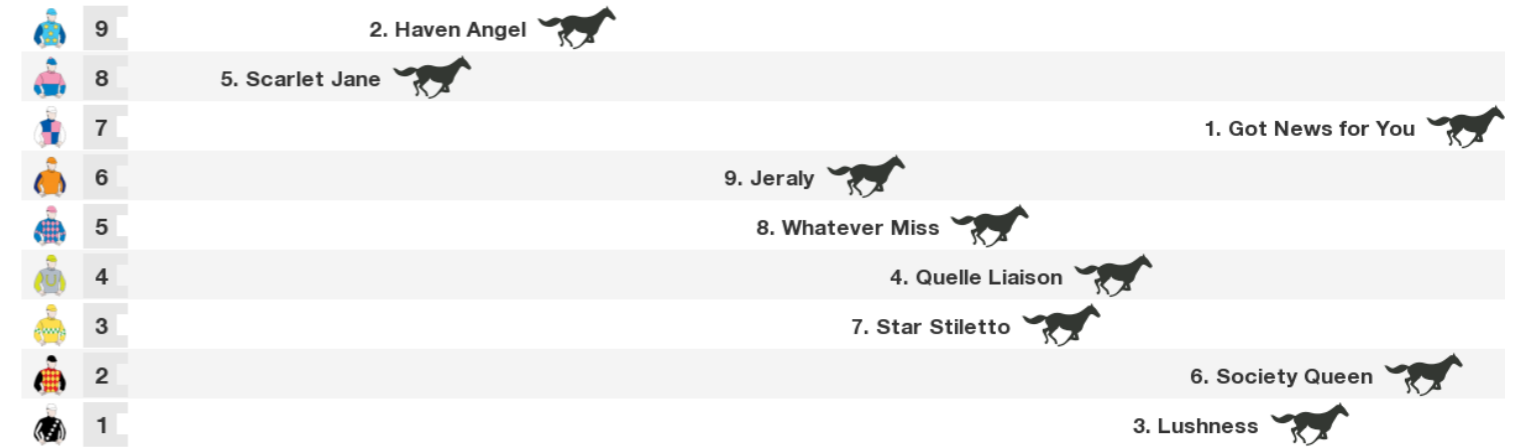 9 2. Haven Angel
8 5. Scarlet Jane
7 1. Got News for You
6 9. Jeraly
5 8. Whatever Miss
4 4. Quelle Liaison
3 7. Star Stiletto
2 6. Society Queen
1 3. Lushness